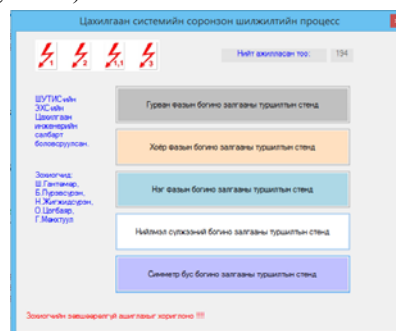 Цахилгаан системийн соронзон шилжилтийн процесс
1
2
1,1
3
Нийт ажилласан тоо: 194
ШУТИС-ийн
ЭХС-ийн
Цахилгаан
инженерийн
салбарт
боловсруулсан.
Гурван фазын богино залгааны туршилтын стенд
Хоёр фазын богино залгааны туршилтын стенд
Нэг фазын богино залгааны туршилтын стенд
Нийлмэл сүлжээний богино залгааны туршилтын стенд
Симметр бус богино залгааны туршилтын стенд
Зохиогчид:
Ш.Гантөмөр,
Б.Пүрэвсүрэн,
Н.Жигжидсүрэн,
О.Цогбаяр,
Г.Мөнхтуул
Зохиогчийн зөвшөөрөлгүй ашиглахыг хориглоно !!!!